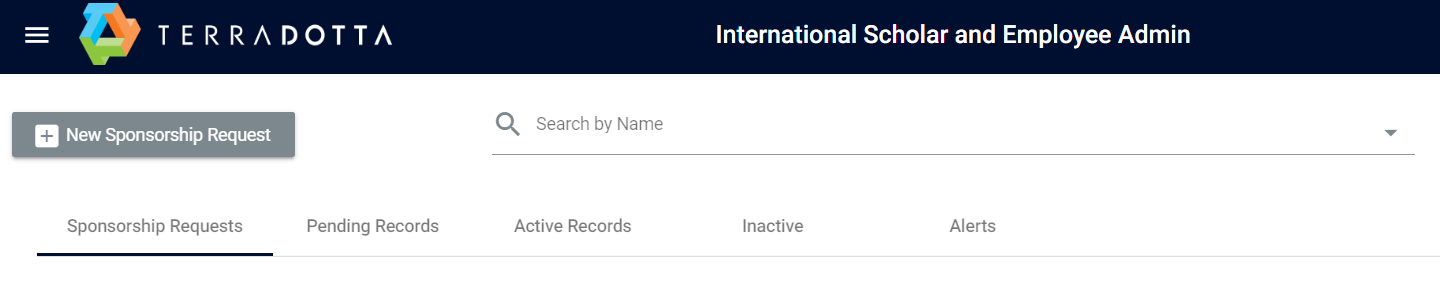 TERRADOTTA
International Scholar and Employee Admin
New Sponsorship Request
Search by Name
Sponsorship Requests Pending Records Active Records Inactive Alerts